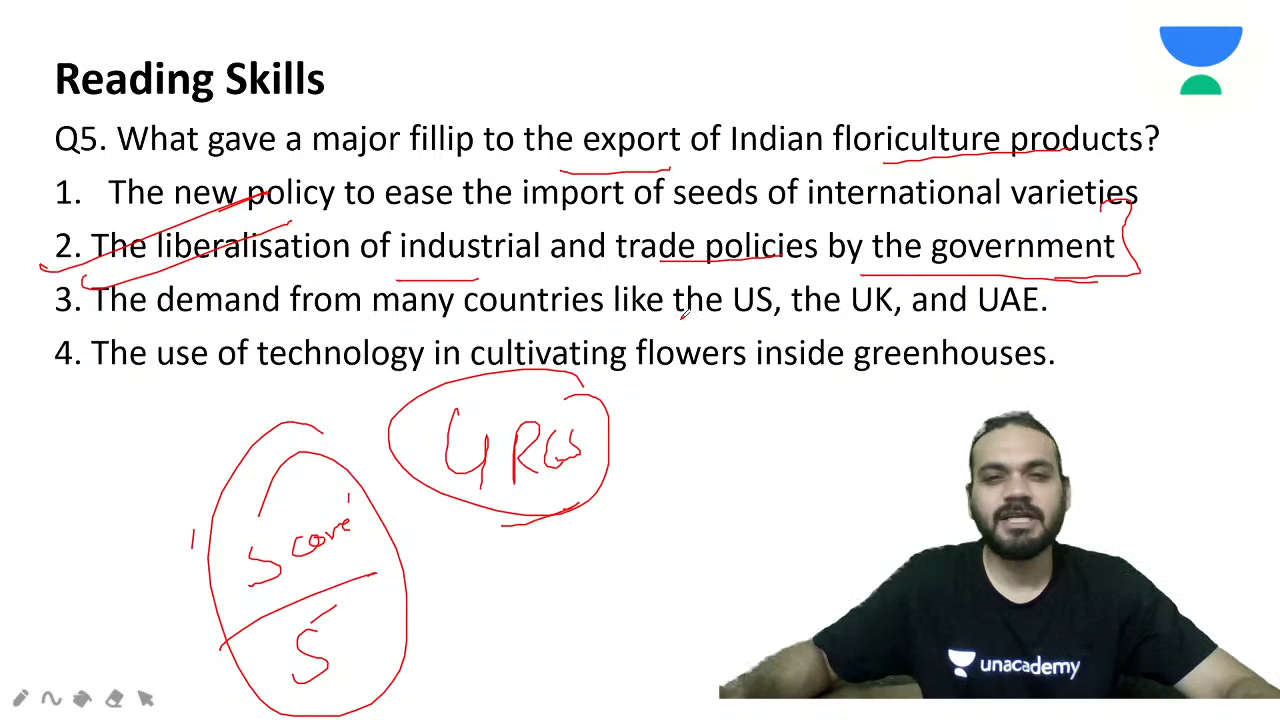 Reading Skills
Q5. What gave a major fillip to the export of Indian floriculture products?
1. The new policy to ease the import of seeds of international varieties
2. The liberalisation of industrial and trade policies by the government
3. The demand from many countries like the US, the UK, and UAE.
4. The use of technology in cultivating flowers inside greenhouses.
Score
5
unacademy